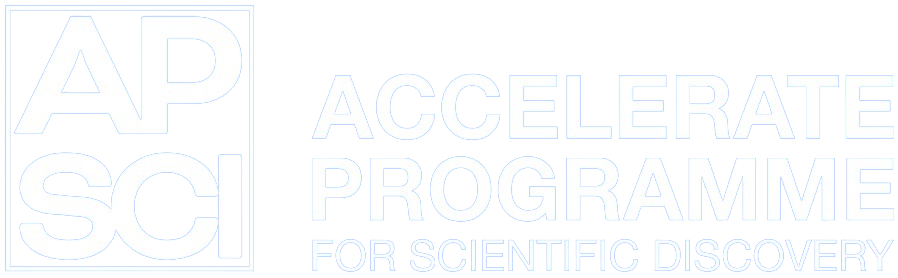 AP
SCI
ACCELERATE
PROGRAMME
FOR SCIENTIFIC DISCOVERY